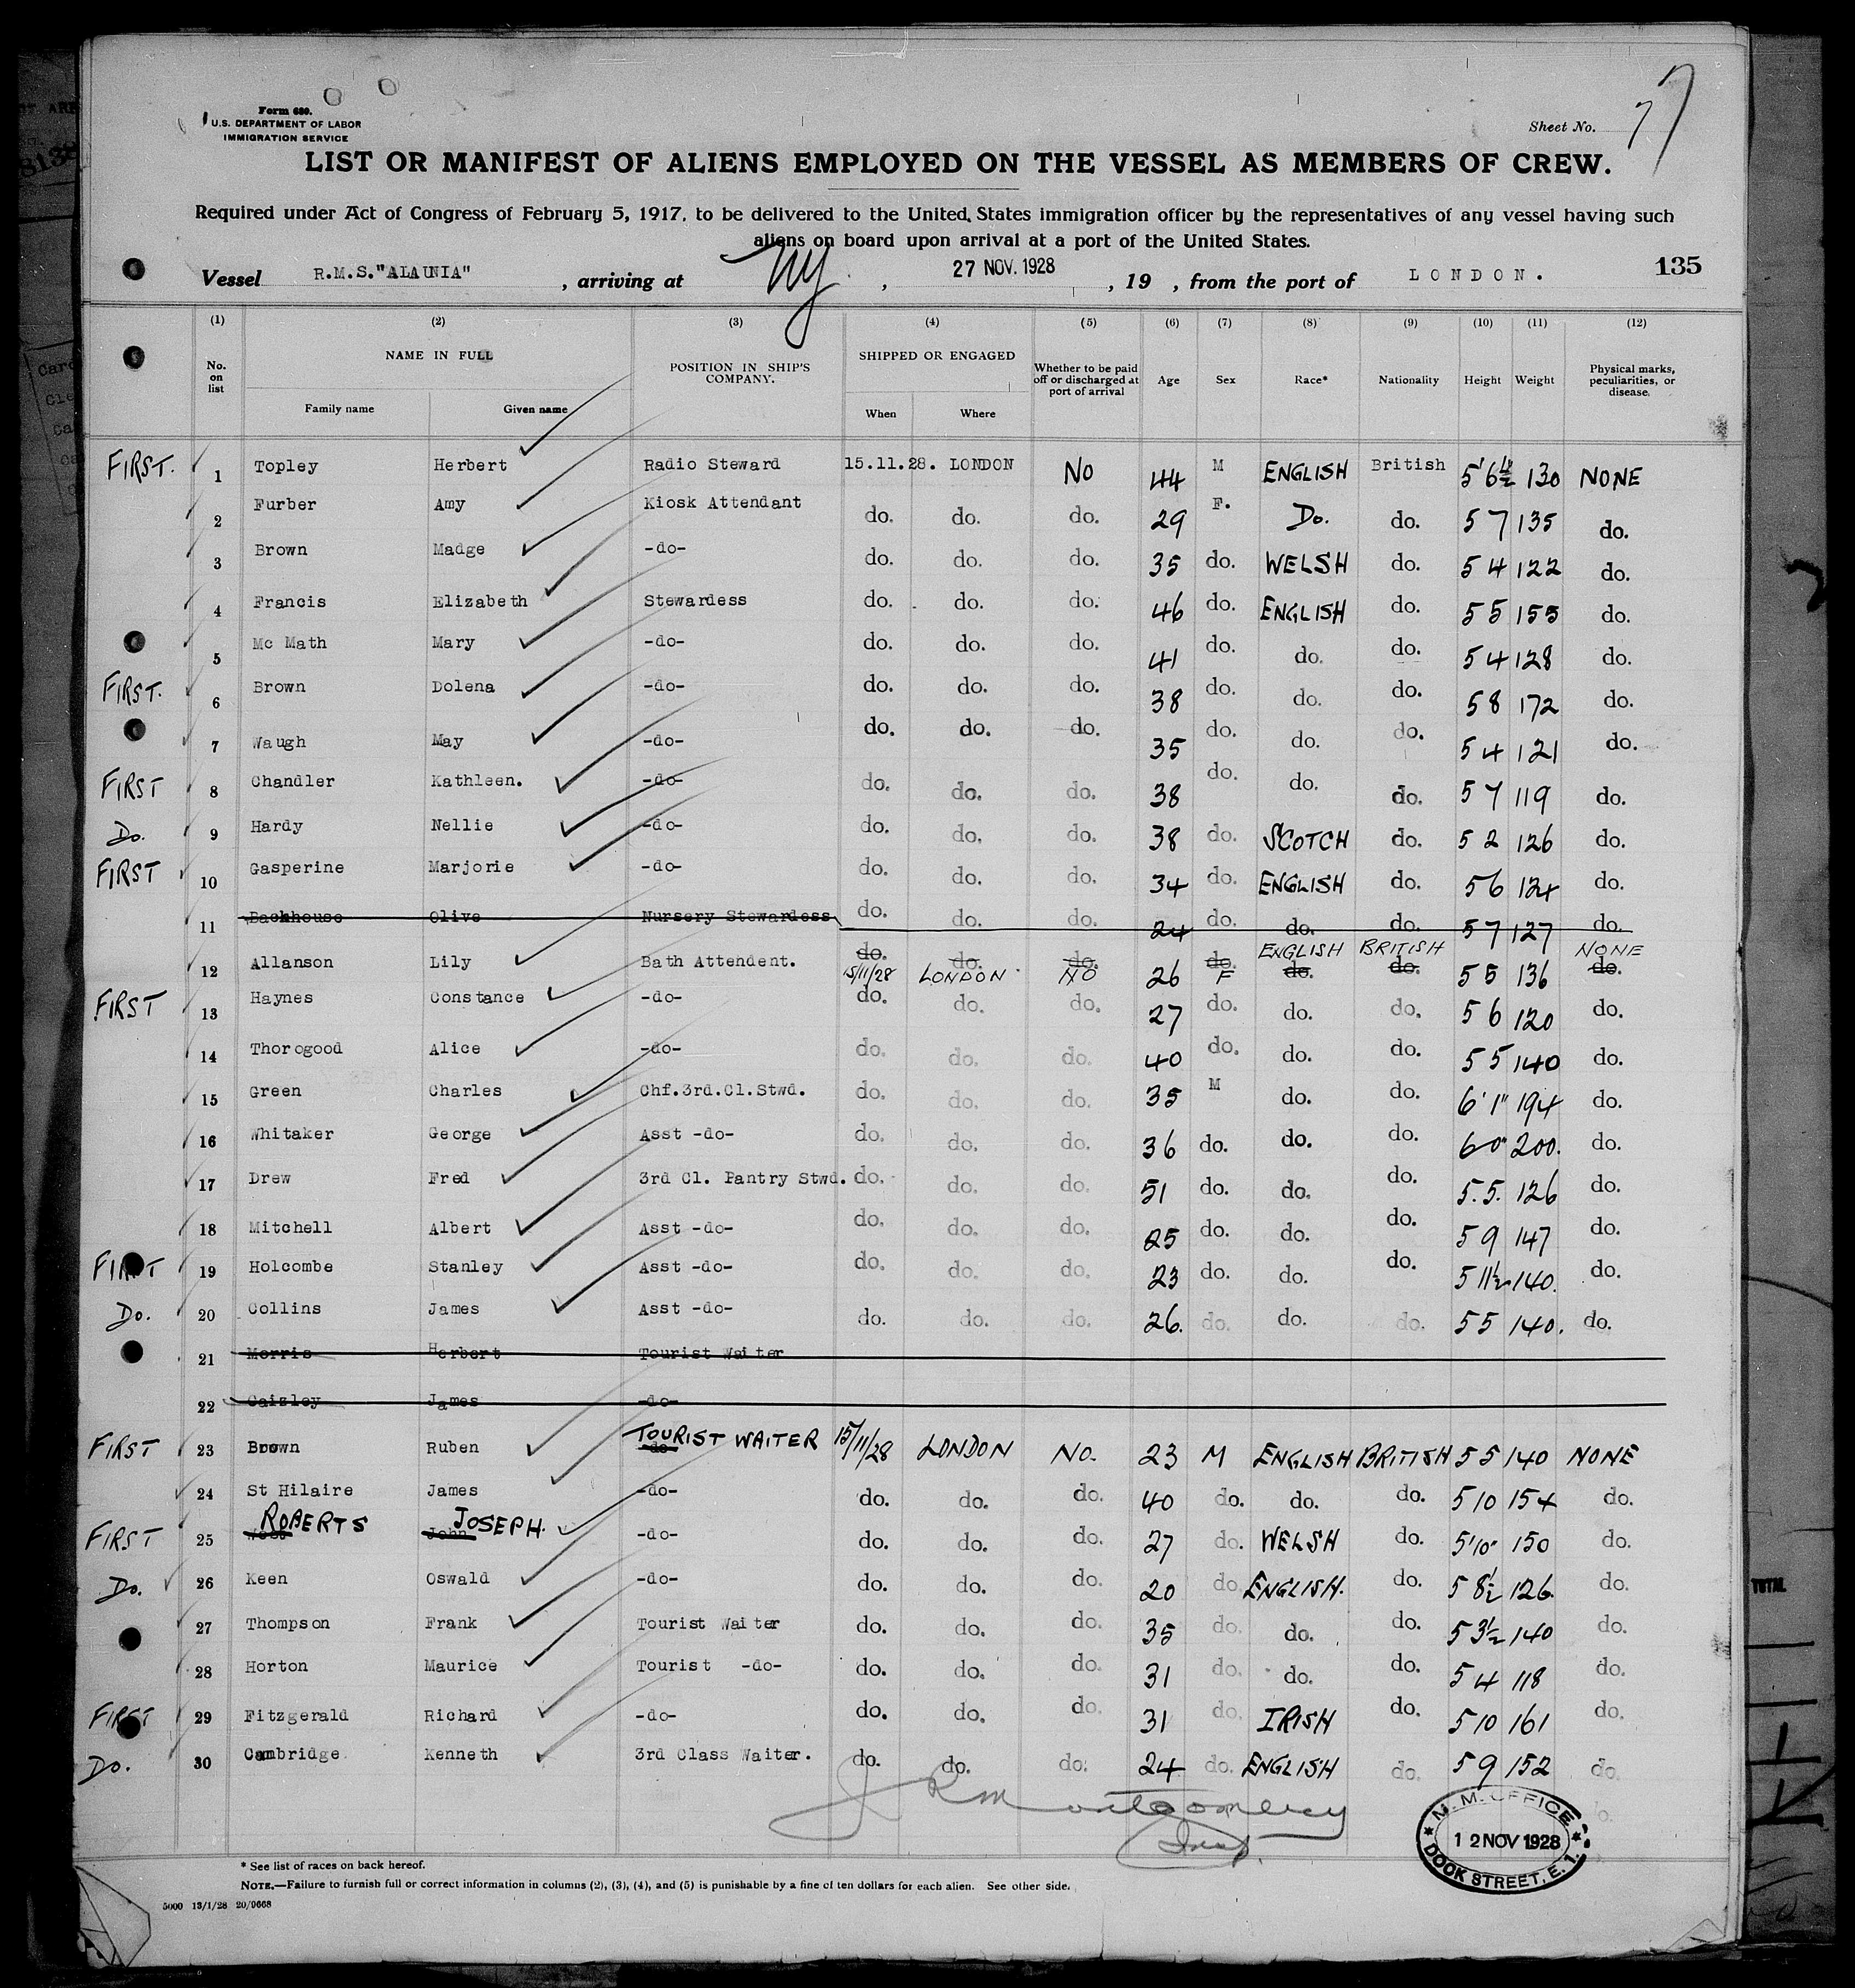 Form 680.
U.S. DEPARTMENT OF LABOR
IMMIGRATION SERVICE
Sheet No. 77
LIST OR MANIFEST OF ALIENS EMPLOYED ON THE VESSEL AS MEMBERS OF CREW.
Required under Act of Congress of February 5, 1917, to be delivered to the United States immigration officer by the representatives of any vessel having such
aliens on board upon arrival at a port of the United States.
Vessel R.M.S."ALAUNIA" , arriving at NY , 27 NOV. 1928 , 19 , from the port of LONDON. 135
(1) (2) (3) (4) (5) (6) (7) (8) (9) (10) (11) (12)
No. on list NAME IN FULL Family name Given name POSITION IN SHIP'S COMPANY. SHIPPED OR ENGAGED When Where Whether to be paid off or discharged at port of arrival Age Sex Race* Nationality Height Weight Physical marks, peculiarities, or disease.
FIRST. 1 Topley Herbert Radio Steward 15.11.28. LONDON NO 44 M ENGLISH British 5'6½" 130 NONE
2 Furber Amy Kiosk Attendant do. do. do. 29 F. Do. do. 5 7 135 do.
3 Brown Madge -do- do. do. do. 35 do. WELSH do. 5 4 122 do.
4 Francis Elizabeth Stewardess do. do. do. 46 do. ENGLISH do. 5 5 155 do.
5 Mc Math Mary -do- do. do. do. 41 do. do. do. 5 4 128 do.
FIRST. 6 Brown Dolena -do- do. do. do. 38 do. do. do. 5 8 172 do.
7 Waugh May -do- do. do. do. 35 do. do. do. 5 4 121 do.
FIRST 8 Chandler Kathleen. -do- do. do. do. 38 do. do. do. 5 7 119 do.
Do. 9 Hardy Nellie -do- do. do. do. 38 do. SCOTCH do. 5 2 126 do.
FIRST 10 Gasperine Marjorie -do- do. do. do. 34 do. ENGLISH do. 5 6 124 do.
11 Backhouse Olive Nursery Stewardess do. do. do. 24 do. do. do. 5 7 127 do.
do. do. do. do. ENGLISH BRITISH NONE
12 Allanson Lily Bath Attendent. 15/11/28 LONDON NO 26 F do. do. 5 5 136 do.
FIRST 13 Haynes Constance -do- do. do. do. 27 do. do. do. 5 6 120 do.
14 Thorogood Alice -do- do. do. do. 40 do. do. do. 5 5 140 do.
15 Green Charles Chf.3rd.Cl.Stwd. do. do. do. 35 M do. do. 6'1" 194 do.
16 Whitaker George Asst -do- do. do. do. 36 do. do. do. 6 0" 200. do.
17 Drew Fred 3rd Cl. Pantry Stwd. do. do. do. 51 do. do. do. 5.5. 126 do.
18 Mitchell Albert Asst -do- do. do. do. 25 do. do. do. 5 9 147 do.
FIRST 19 Holcombe Stanley Asst -do- do. do. do. 23 do. do. do. 5 11½ 140. do.
Do. 20 Collins James Asst -do- do. do. do. 26. do. do. do. 5 5 140. do.
21 Morris Herbert Tourist Waiter
22 Caizley James -do-
FIRST 23 Brown Ruben -do- TOURIST WAITER 15/11/28 LONDON NO. 23 M ENGLISH BRITISH 5 5 140 NONE
24 St Hilaire James -do- do. do. do. 40 do. do. do. 5 10 154 do.
ROBERTS JOSEPH.
FIRST 25 West John -do- do. do. do. 27 do. WELSH do. 5'10" 150 do.
Do. 26 Keen Oswald -do- do. do. do. 20 do. ENGLISH. do. 5 8½ 126. do.
27 Thompson Frank Tourist Waiter do. do. do. 35 do. do. do. 5 3½ 140 do.
28 Horton Maurice Tourist -do- do. do. do. 31 do. do. do. 5 4 118 do.
FIRST 29 Fitzgerald Richard -do- do. do. do. 31 do. IRISH do. 5 10 161 do.
Do. 30 Cambridge Kenneth 3rd Class Waiter. do. do. do. 24 do. ENGLISH do. 5 9 152 do.
Montgomery
M.M. OFFICE
12 NOV 1928
DOCK STREET, E.1.
* See list of races on back hereof.
NOTE.—Failure to furnish full or correct information in columns (2), (3), (4), and (5) is punishable by a fine of ten dollars for each alien. See other side.
5000 13/1/28 20/9668
TOTAL